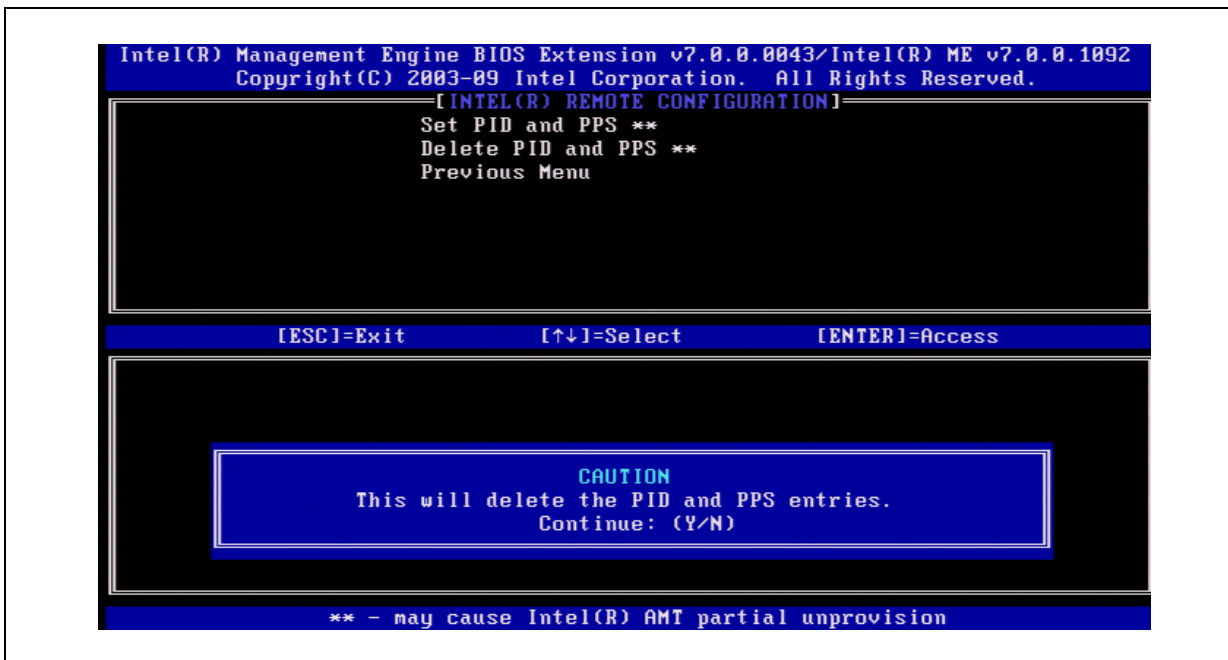 Intel(R) Management Engine BIOS Extension v7.0.0.0043/Intel(R) ME v7.0.0.1092
Copyright(C) 2003-09 Intel Corporation. All Rights Reserved.
[INTEL(R) REMOTE CONFIGURATION]
Set PID and PPS **
Delete PID and PPS **
Previous Menu
[ESC]=Exit [↑↓]=Select [ENTER]=Access
CAUTION
This will delete the PID and PPS entries.
Continue: (Y/N)
** - may cause Intel(R) AMT partial unprovision